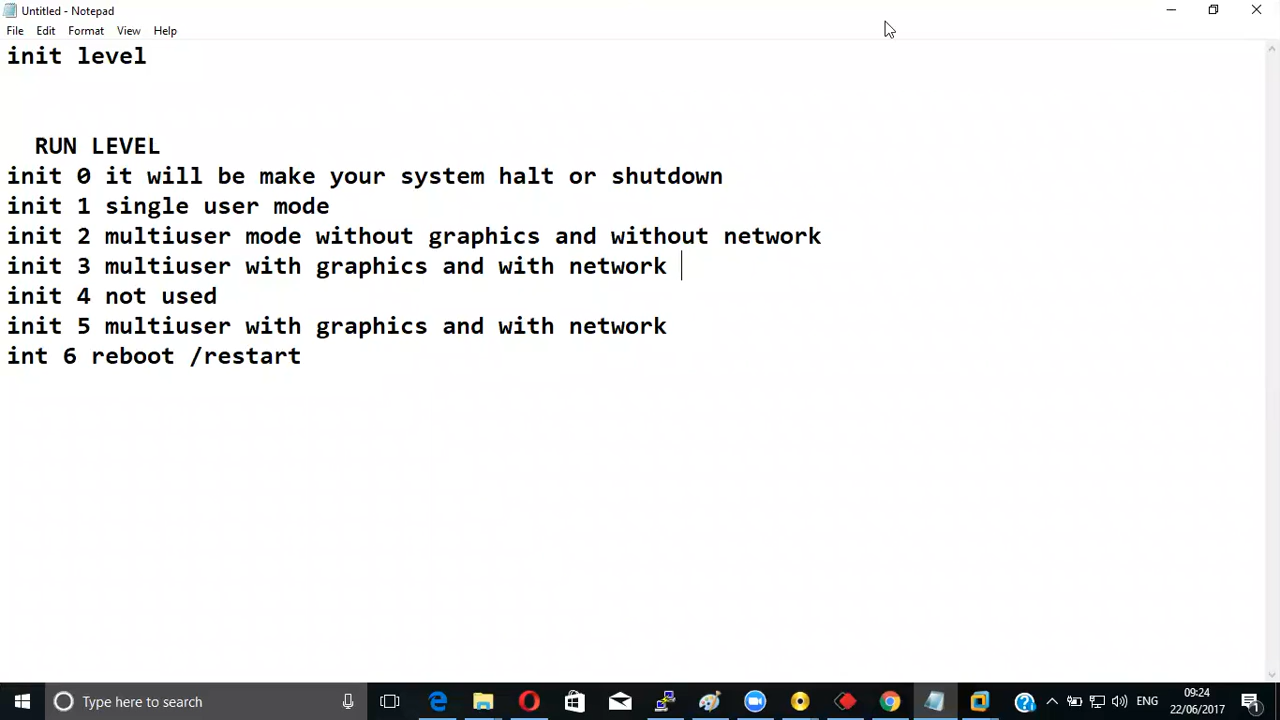 Untitled - Notepad
File Edit Format View Help
init level
RUN LEVEL
init 0 it will be make your system halt or shutdown
init 1 single user mode
init 2 multiuser mode without graphics and without network
init 3 multiuser with graphics and with network
init 4 not used
init 5 multiuser with graphics and with network
int 6 reboot /restart
Type here to search
ENG
09:24
22/06/2017
1